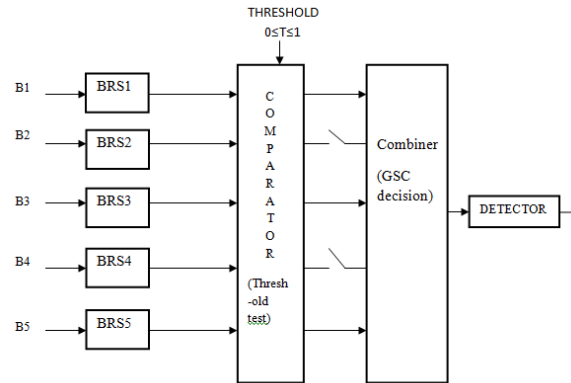 THRESHOLD
0≤T≤1
B1
BRS1
B2
BRS2
B3
BRS3
B4
BRS4
B5
BRS5
C
O
M
P
A
R
A
T
O
R
(Thresh
-old
test)
Combiner
(GSC
decision)
DETECTOR